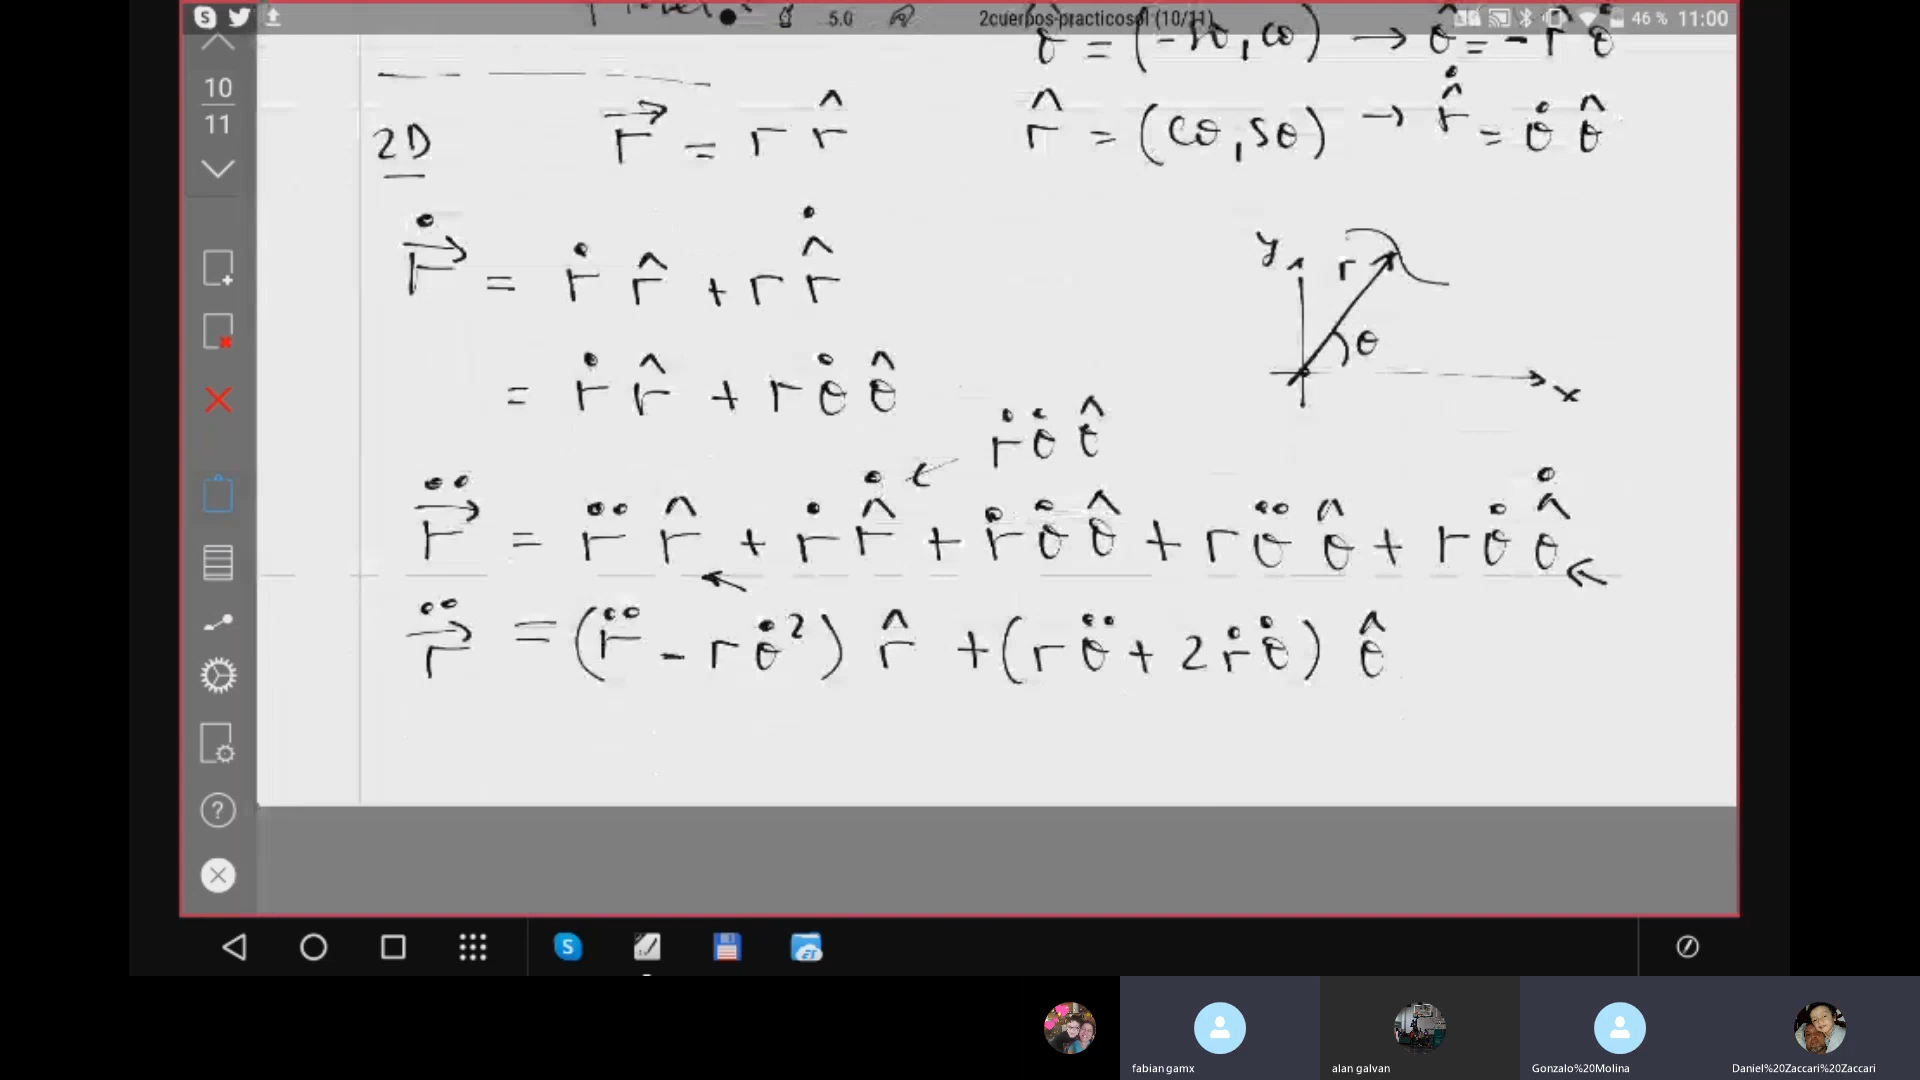 5.0 2cuerpos-practicosol (10/11) 46 % 11:00
θ̂ = (-sθ, cθ) → θ̂̇ = - r̂ θ̇
10
11
2D r⃗ = r r̂ r̂ = (cθ, sθ) → r̂̇ = θ̇ θ̂
r⃗̇ = ṙ r̂ + r r̂̇
y r θ x
= ṙ r̂ + r θ̇ θ̂
ṙ θ̇ θ̂
r⃗̈ = r̈ r̂ + ṙ r̂̇ + ṙ θ̇ θ̂ + r θ̈ θ̂ + r θ̇ θ̂̇
r⃗̈ = (r̈ - r θ̇²) r̂ + (r θ̈ + 2 ṙ θ̇) θ̂
fabian gamx
alan galvan
Gonzalo%20Molina
Daniel%20Zaccari%20Zaccari